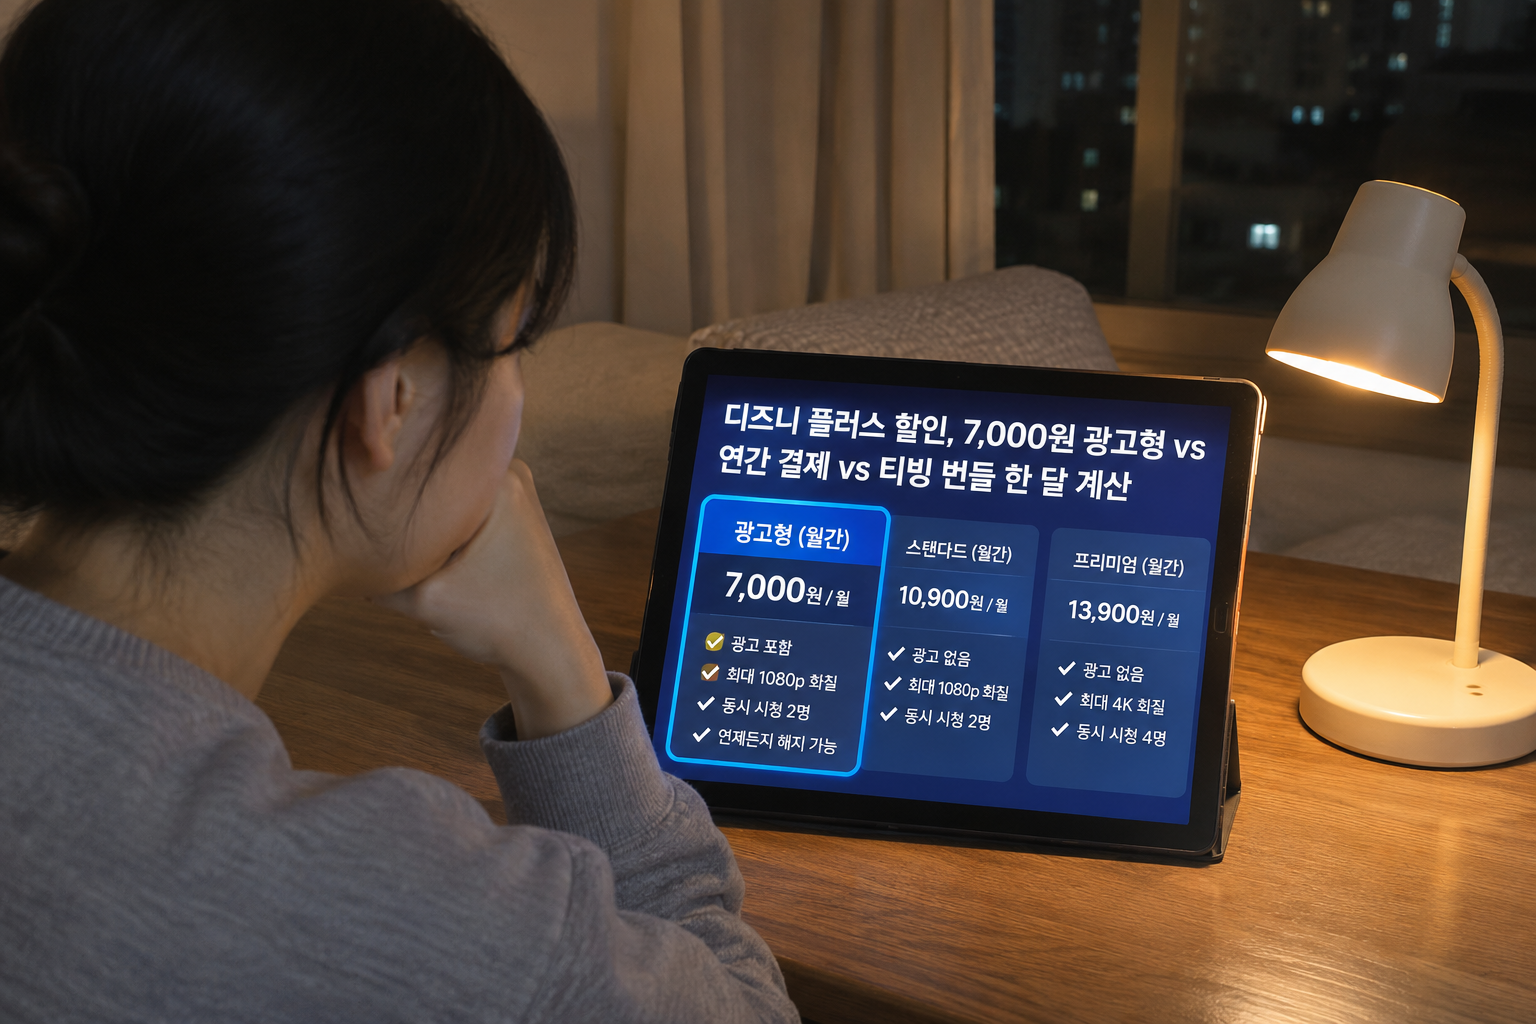 디즈니 플러스 할인, 7,000원 광고형 vs
연간 결제 vs 티빙 번들 한 달 계산
광고형 (월간)
7,000원 / 월
광고 포함
최대 1080p 화칠
동시 시청 2명
연제든지 해지 가능
스탠다드 (월간)
10,900원 / 월
광고 없음
최대 1080p 화질
동시 시청 2명
프리미엄 (월간)
13,900원 / 월
광고 없음
최대 4K 회질
동시 시청 4명